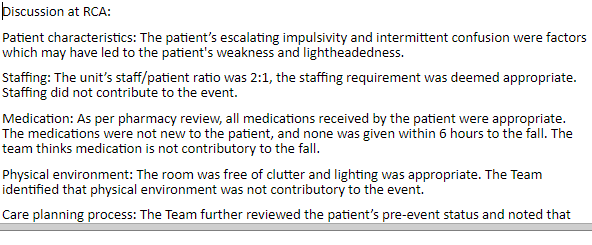 Discussion at RCA:
Patient characteristics: The patient's escalating impulsivity and intermittent confusion were factors
which may have led to the patient's weakness and lightheadedness.
Staffing: The unit's staff/patient ratio was 2:1, the staffing requirement was deemed appropriate.
Staffing did not contribute to the event.
Medication: As per pharmacy review, all medications received by the patient were appropriate.
The medications were not new to the patient, and none was given within 6 hours to the fall. The
team thinks medication is not contributory to the fall.
Physical environment: The room was free of clutter and lighting was appropriate. The Team
identified that physical environment was not contributory to the event.
Care planning process: The Team further reviewed the patient's pre-event status and noted that